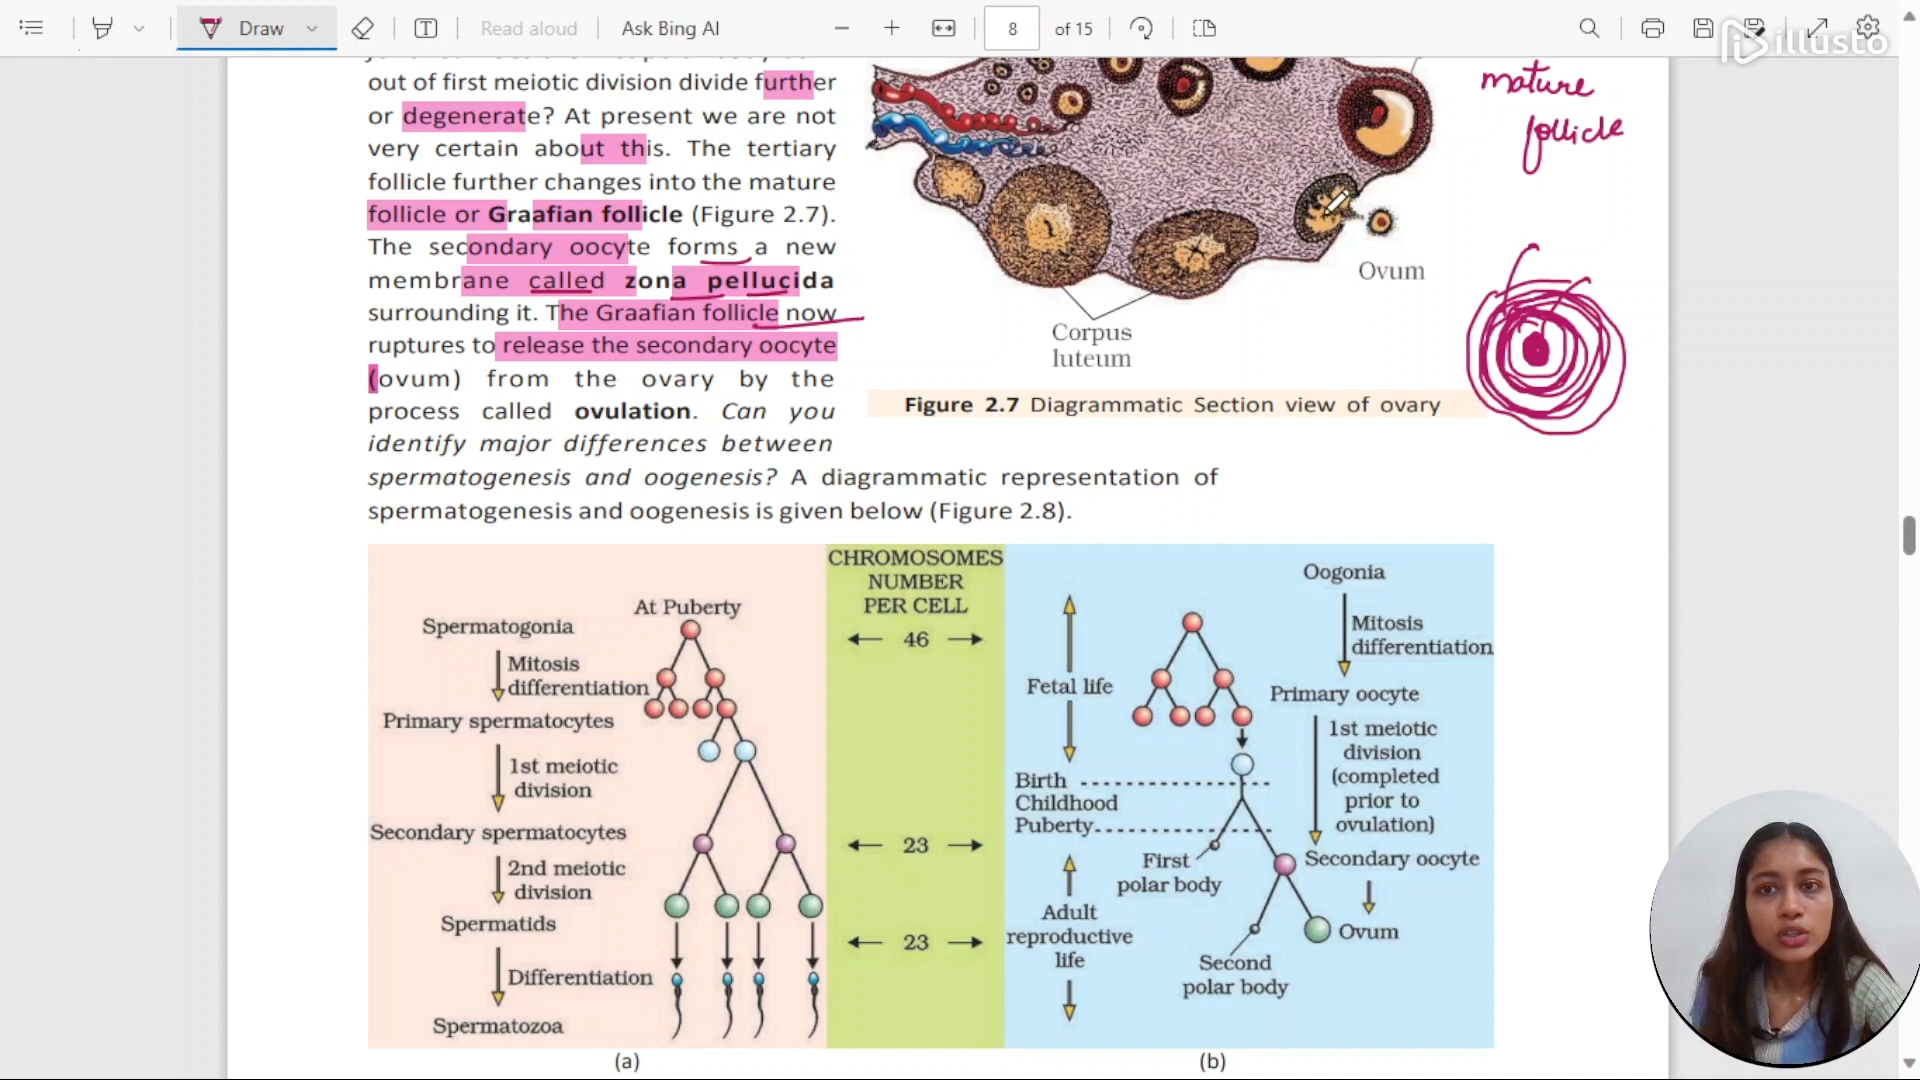 Draw
Read aloud
Ask Bing AI
8
of 15
illusto
out of first meiotic division divide further
or degenerate? At present we are not
very certain about this. The tertiary
follicle further changes into the mature
follicle or Graafian follicle (Figure 2.7).
The secondary oocyte forms a new
membrane called zona pellucida
surrounding it. The Graafian follicle now
ruptures to release the secondary oocyte
(ovum) from the ovary by the
process called ovulation. Can you
identify major differences between
spermatogenesis and oogenesis? A diagrammatic representation of
spermatogenesis and oogenesis is given below (Figure 2.8).
mature
follicle
Ovum
Corpus
luteum
Figure 2.7 Diagrammatic Section view of ovary
At Puberty
Spermatogonia
Mitosis
differentiation
Primary spermatocytes
1st meiotic
division
Secondary spermatocytes
2nd meiotic
division
Spermatids
Differentiation
Spermatozoa
(a)
CHROMOSOMES
NUMBER
PER CELL
46
23
23
Fetal life
Birth
Childhood
Puberty
Adult
reproductive
life
First
polar body
Second
polar body
Oogonia
Mitosis
differentiation
Primary oocyte
1st meiotic
division
(completed
prior to
ovulation)
Secondary oocyte
Ovum
(b)